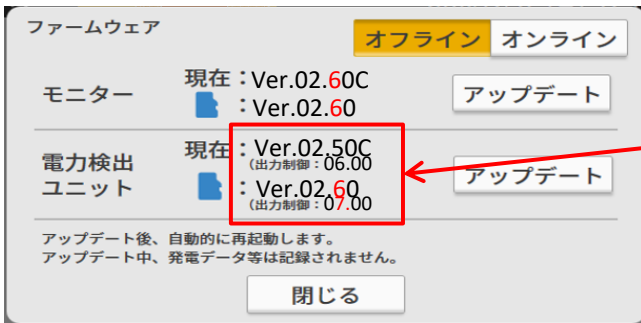 ファームウェア
オフライン オンライン
モニター
現在：Ver.02.60C
：Ver.02.60
アップデート
電力検出
ユニット
現在：Ver.02.50C
（出力制御：06.00
：Ver.02.60
（出力制御：07.00
アップデート
アップデート後、自動的に再起動します。
アップデート中、発電データ等は記録されません。
閉じる